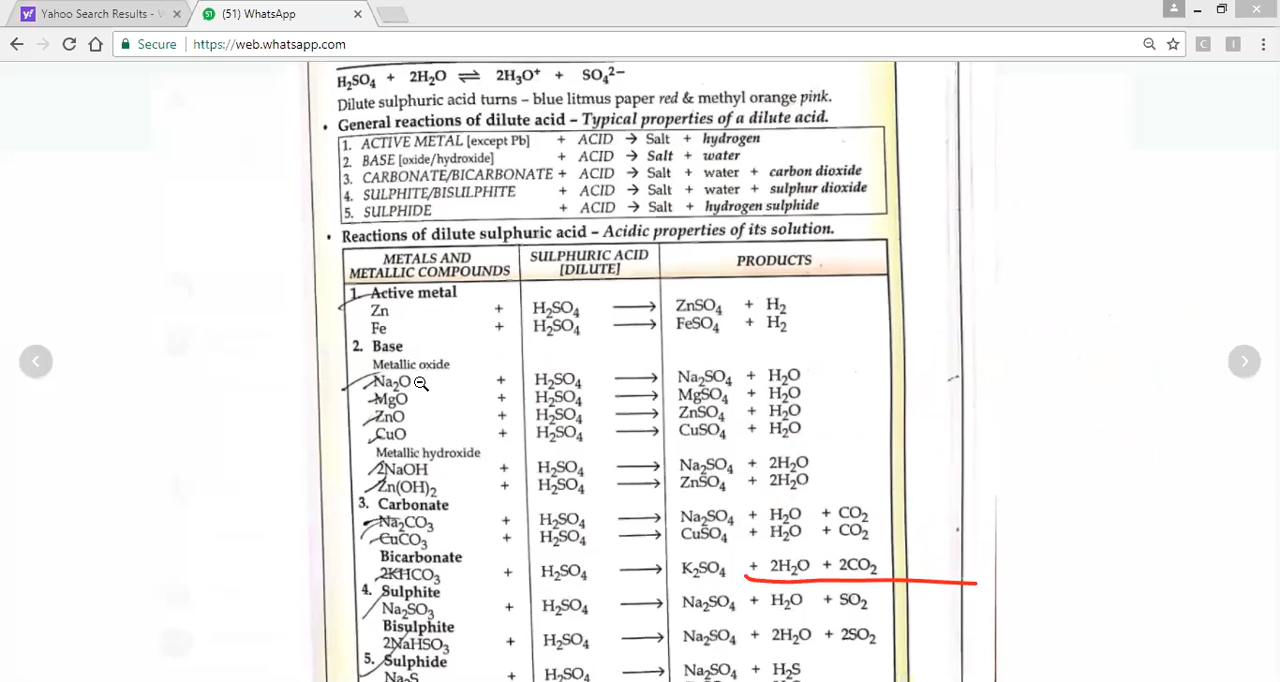 Yahoo Search Results - (51) WhatsApp
Secure https://web.whatsapp.com
H₂SO₄ + 2H₂O ⇌ 2H₃O⁺ + SO₄²⁻
Dilute sulphuric acid turns – blue litmus paper red & methyl orange pink.
• General reactions of dilute acid – Typical properties of a dilute acid.
1. ACTIVE METAL [except Pb] + ACID → Salt + hydrogen
2. BASE [oxide/hydroxide] + ACID → Salt + water
3. CARBONATE/BICARBONATE + ACID → Salt + water + carbon dioxide
4. SULPHITE/BISULPHITE + ACID → Salt + water + sulphur dioxide
5. SULPHIDE + ACID → Salt + hydrogen sulphide
• Reactions of dilute sulphuric acid – Acidic properties of its solution.
METALS AND METALLIC COMPOUNDS
SULPHURIC ACID [DILUTE]
PRODUCTS
1. Active metal
Zn + H₂SO₄ → ZnSO₄ + H₂
Fe + H₂SO₄ → FeSO₄ + H₂
2. Base
Metallic oxide
Na₂O + H₂SO₄ → Na₂SO₄ + H₂O
MgO + H₂SO₄ → MgSO₄ + H₂O
ZnO + H₂SO₄ → ZnSO₄ + H₂O
CuO + H₂SO₄ → CuSO₄ + H₂O
Metallic hydroxide
2NaOH + H₂SO₄ → Na₂SO₄ + 2H₂O
Zn(OH)₂ + H₂SO₄ → ZnSO₄ + 2H₂O
3. Carbonate
Na₂CO₃ + H₂SO₄ → Na₂SO₄ + H₂O + CO₂
CuCO₃ + H₂SO₄ → CuSO₄ + H₂O + CO₂
Bicarbonate
2KHCO₃ + H₂SO₄ → K₂SO₄ + 2H₂O + 2CO₂
4. Sulphite
Na₂SO₃ + H₂SO₄ → Na₂SO₄ + H₂O + SO₂
Bisulphite
2NaHSO₃ + H₂SO₄ → Na₂SO₄ + 2H₂O + 2SO₂
5. Sulphide
Na₂S + H₂SO₄ → Na₂SO₄ + H₂S